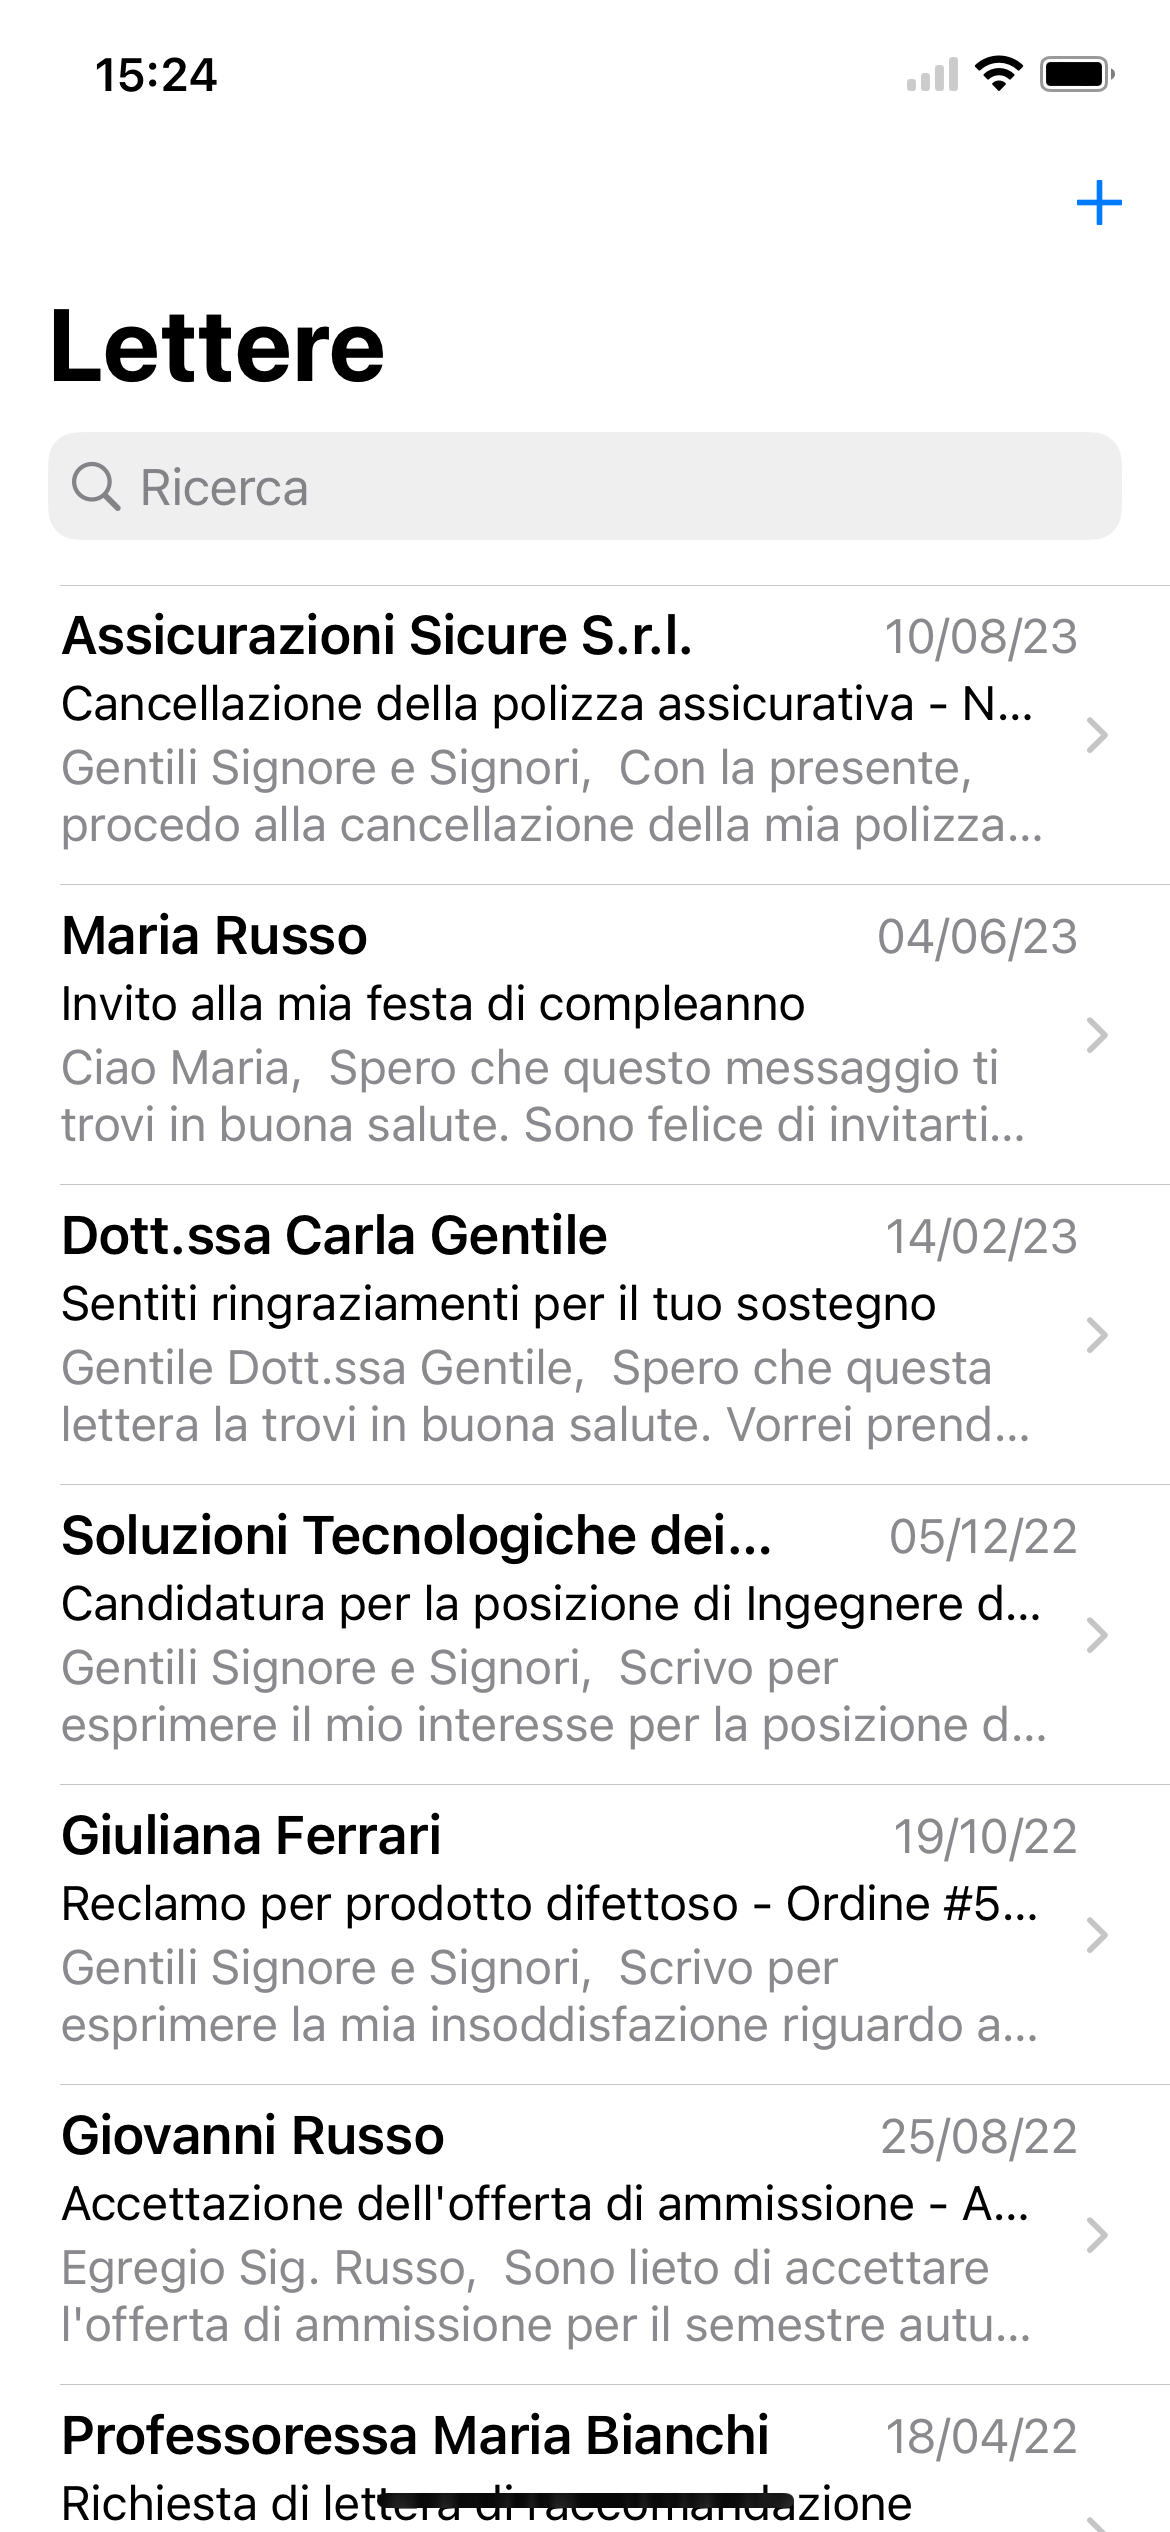 15:24
Lettere
Ricerca
Assicurazioni Sicure S.r.l. 10/08/23
Cancellazione della polizza assicurativa - N...
Gentili Signore e Signori,  Con la presente,
procedo alla cancellazione della mia polizza...
Maria Russo 04/06/23
Invito alla mia festa di compleanno
Ciao Maria,  Spero che questo messaggio ti
trovi in buona salute. Sono felice di invitarti...
Dott.ssa Carla Gentile 14/02/23
Sentiti ringraziamenti per il tuo sostegno
Gentile Dott.ssa Gentile,  Spero che questa
lettera la trovi in buona salute. Vorrei prend...
Soluzioni Tecnologiche dei... 05/12/22
Candidatura per la posizione di Ingegnere d...
Gentili Signore e Signori,  Scrivo per
esprimere il mio interesse per la posizione d...
Giuliana Ferrari 19/10/22
Reclamo per prodotto difettoso - Ordine #5...
Gentili Signore e Signori,  Scrivo per
esprimere la mia insoddisfazione riguardo a...
Giovanni Russo 25/08/22
Accettazione dell'offerta di ammissione - A...
Egregio Sig. Russo,  Sono lieto di accettare
l'offerta di ammissione per il semestre autu...
Professoressa Maria Bianchi 18/04/22
Richiesta di lettera di raccomandazione